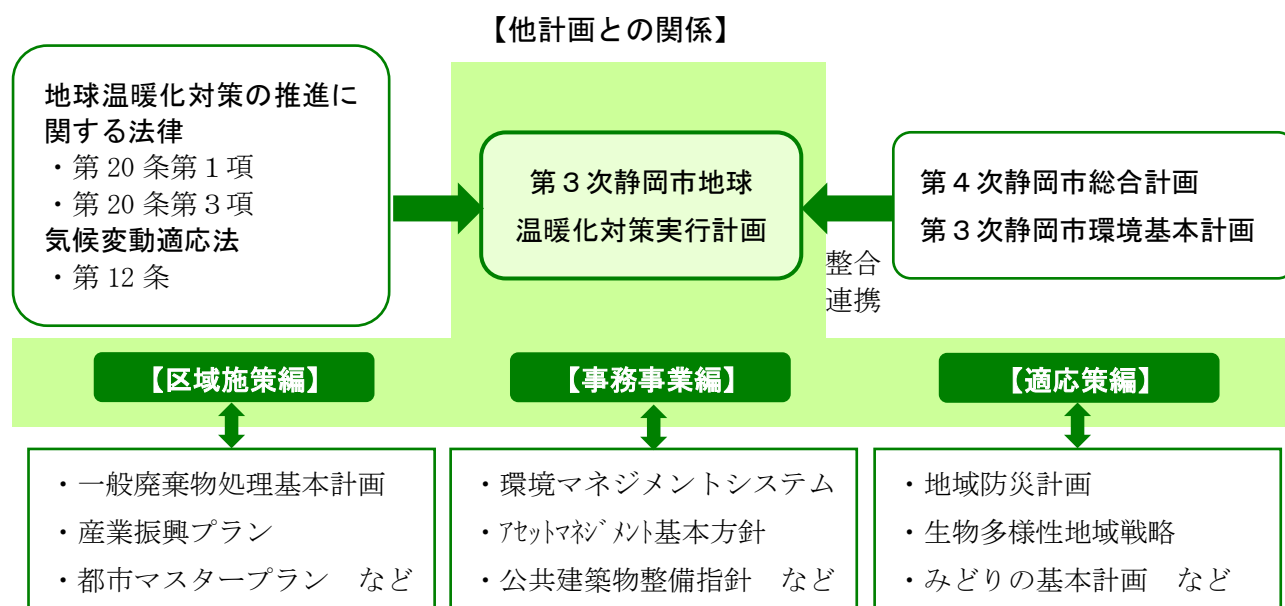 【他計画との関係】
地球温暖化対策の推進に
関する法律
・第 20 条第１項
・第 20 条第３項
気候変動適応法
・第 12 条
第３次静岡市地球
温暖化対策実行計画
第４次静岡市総合計画
第３次静岡市環境基本計画
整合
連携
【区域施策編】
【事務事業編】
【適応策編】
・一般廃棄物処理基本計画
・産業振興プラン
・都市マスタープラン　など
・環境マネジメントシステム
・ｱｾｯﾄﾏﾈｼﾞﾒﾝﾄ基本方針
・公共建築物整備指針　など
・地域防災計画
・生物多様性地域戦略
・みどりの基本計画　など